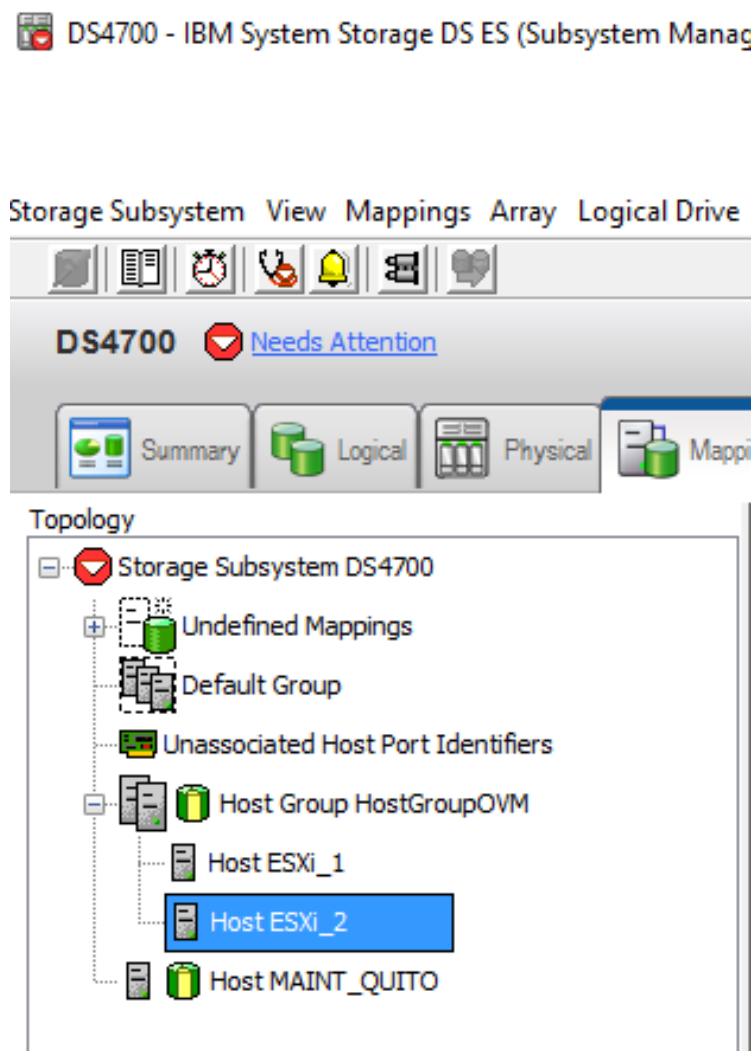 DS4700 - IBM System Storage DS ES (Subsystem Manag
Storage Subsystem View Mappings Array Logical Drive
DS4700 Needs Attention
Summary Logical Physical Mappi
Topology
Storage Subsystem DS4700
Undefined Mappings
Default Group
Unassociated Host Port Identifiers
Host Group HostGroupOVM
Host ESXi_1
Host ESXi_2
Host MAINT_QUITO